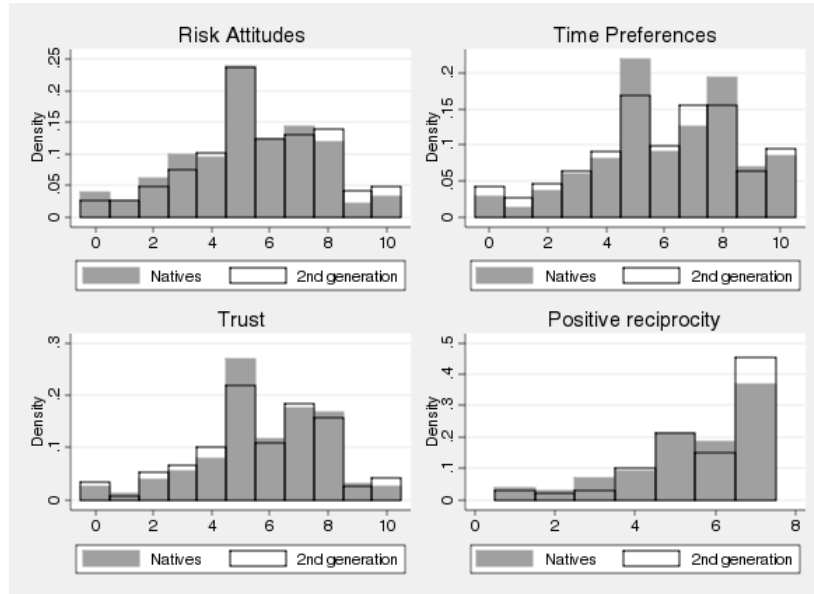 Risk Attitudes
Density
.25
.15
.1
.05
0
0 2 4 6 8 10
Natives 2nd generation
Time Preferences
Density
.2
.15
.1
.05
0
0 2 4 6 8 10
Natives 2nd generation
Trust
Density
.3
.2
.1
0
0 2 4 6 8 10
Natives 2nd generation
Positive reciprocity
Density
.5
.4
.3
.2
.1
0
0 2 4 6 8
Natives 2nd generation